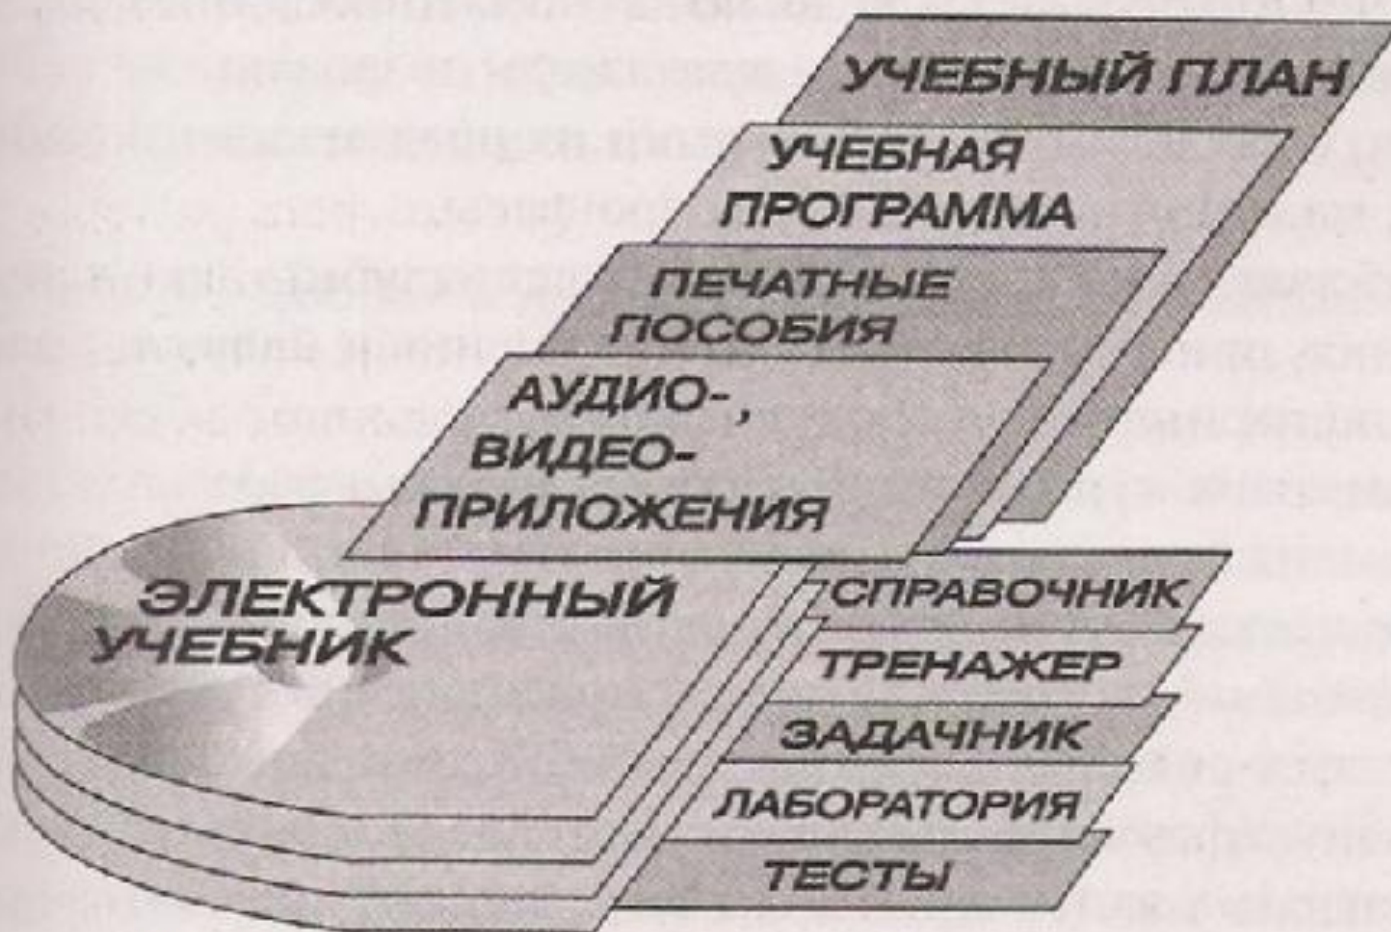 УЧЕБНЫЙ ПЛАН
УЧЕБНАЯ
ПРОГРАММА
ПЕЧАТНЫЕ
ПОСОБИЯ
АУДИО-,
ВИДЕО-
ПРИЛОЖЕНИЯ
ЭЛЕКТРОННЫЙ
УЧЕБНИК
СПРАВОЧНИК
ТРЕНАЖЕР
ЗАДАЧНИК
ЛАБОРАТОРИЯ
ТЕСТЫ